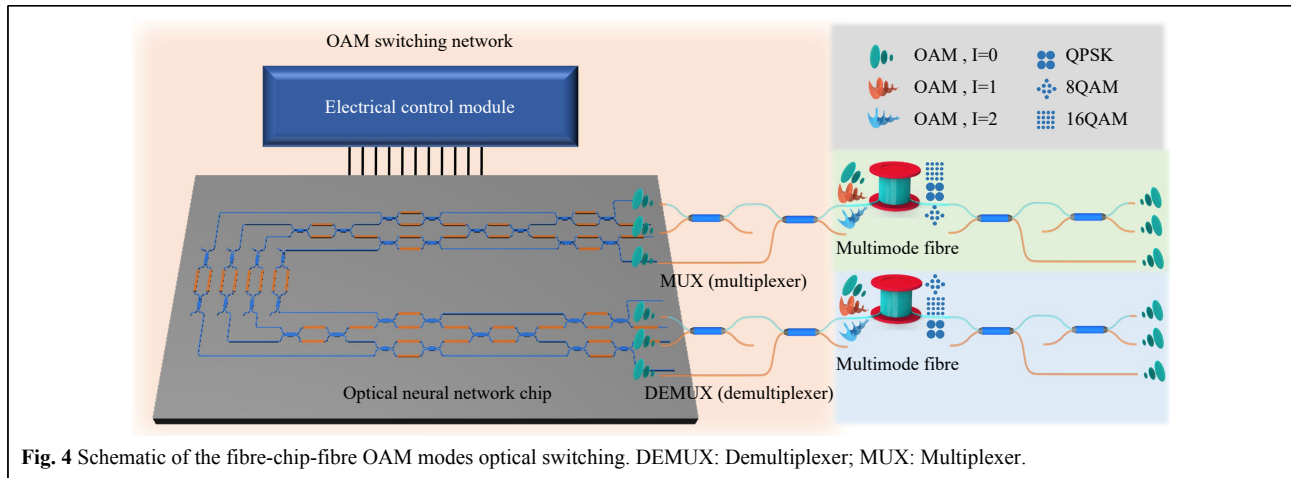 OAM switching network
Electrical control module
OAM , I=0
QPSK
OAM , I=1
8QAM
OAM , I=2
16QAM
Multimode fibre
MUX (multiplexer)
Multimode fibre
DEMUX (demultiplexer)
Optical neural network chip
Fig. 4 Schematic of the fibre-chip-fibre OAM modes optical switching. DEMUX: Demultiplexer; MUX: Multiplexer.